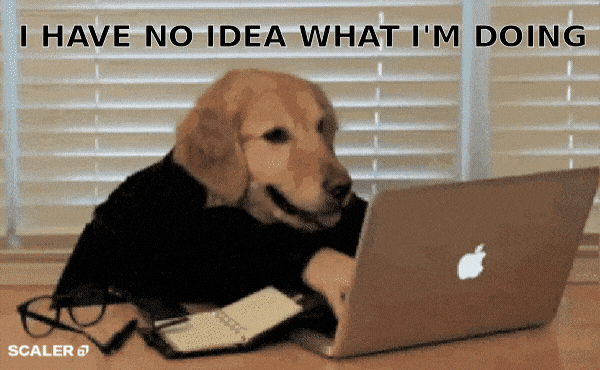 I HAVE NO IDEA WHAT I'M DOING
SCALER